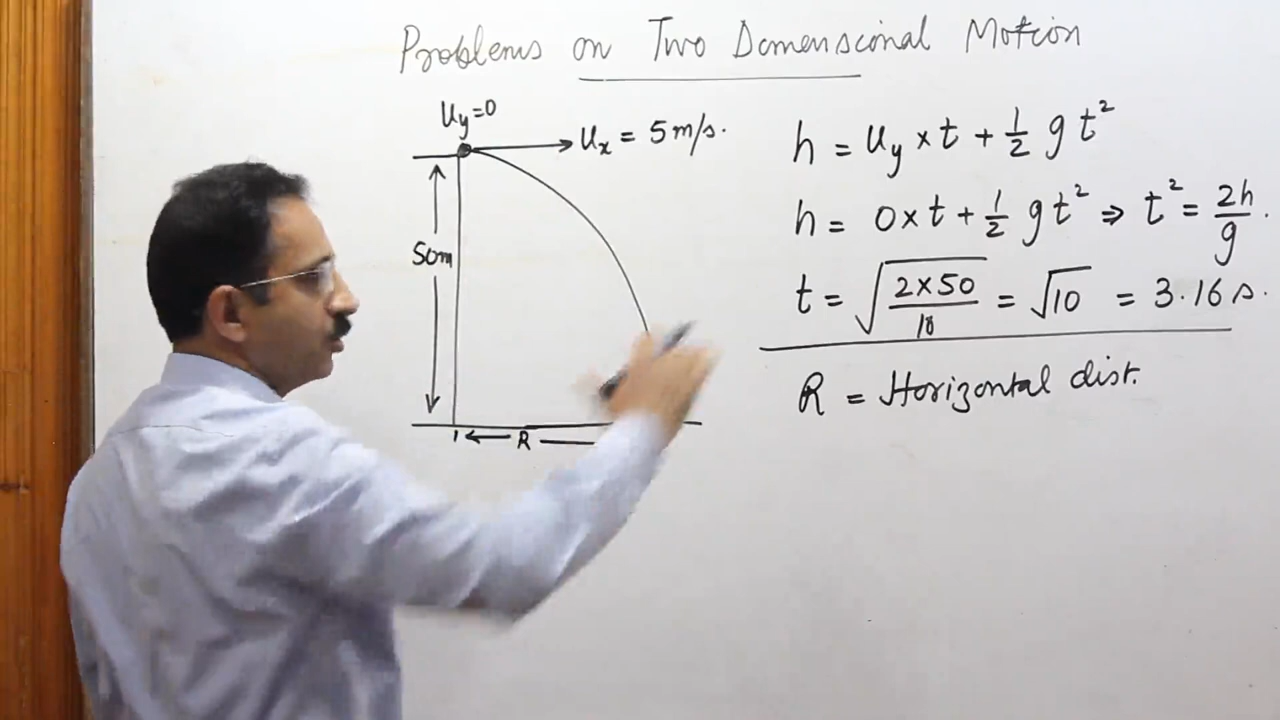 Problems on Two Dimensional Motion
Uy=0
Ux = 5m/s.
50m
R
h = Uy × t + 1/2 g t²
h = 0×t + 1/2 g t² ⇒ t² = 2h/g.
t = √(2×50/10) = √10 = 3.16 s.
R = Horizontal dist.